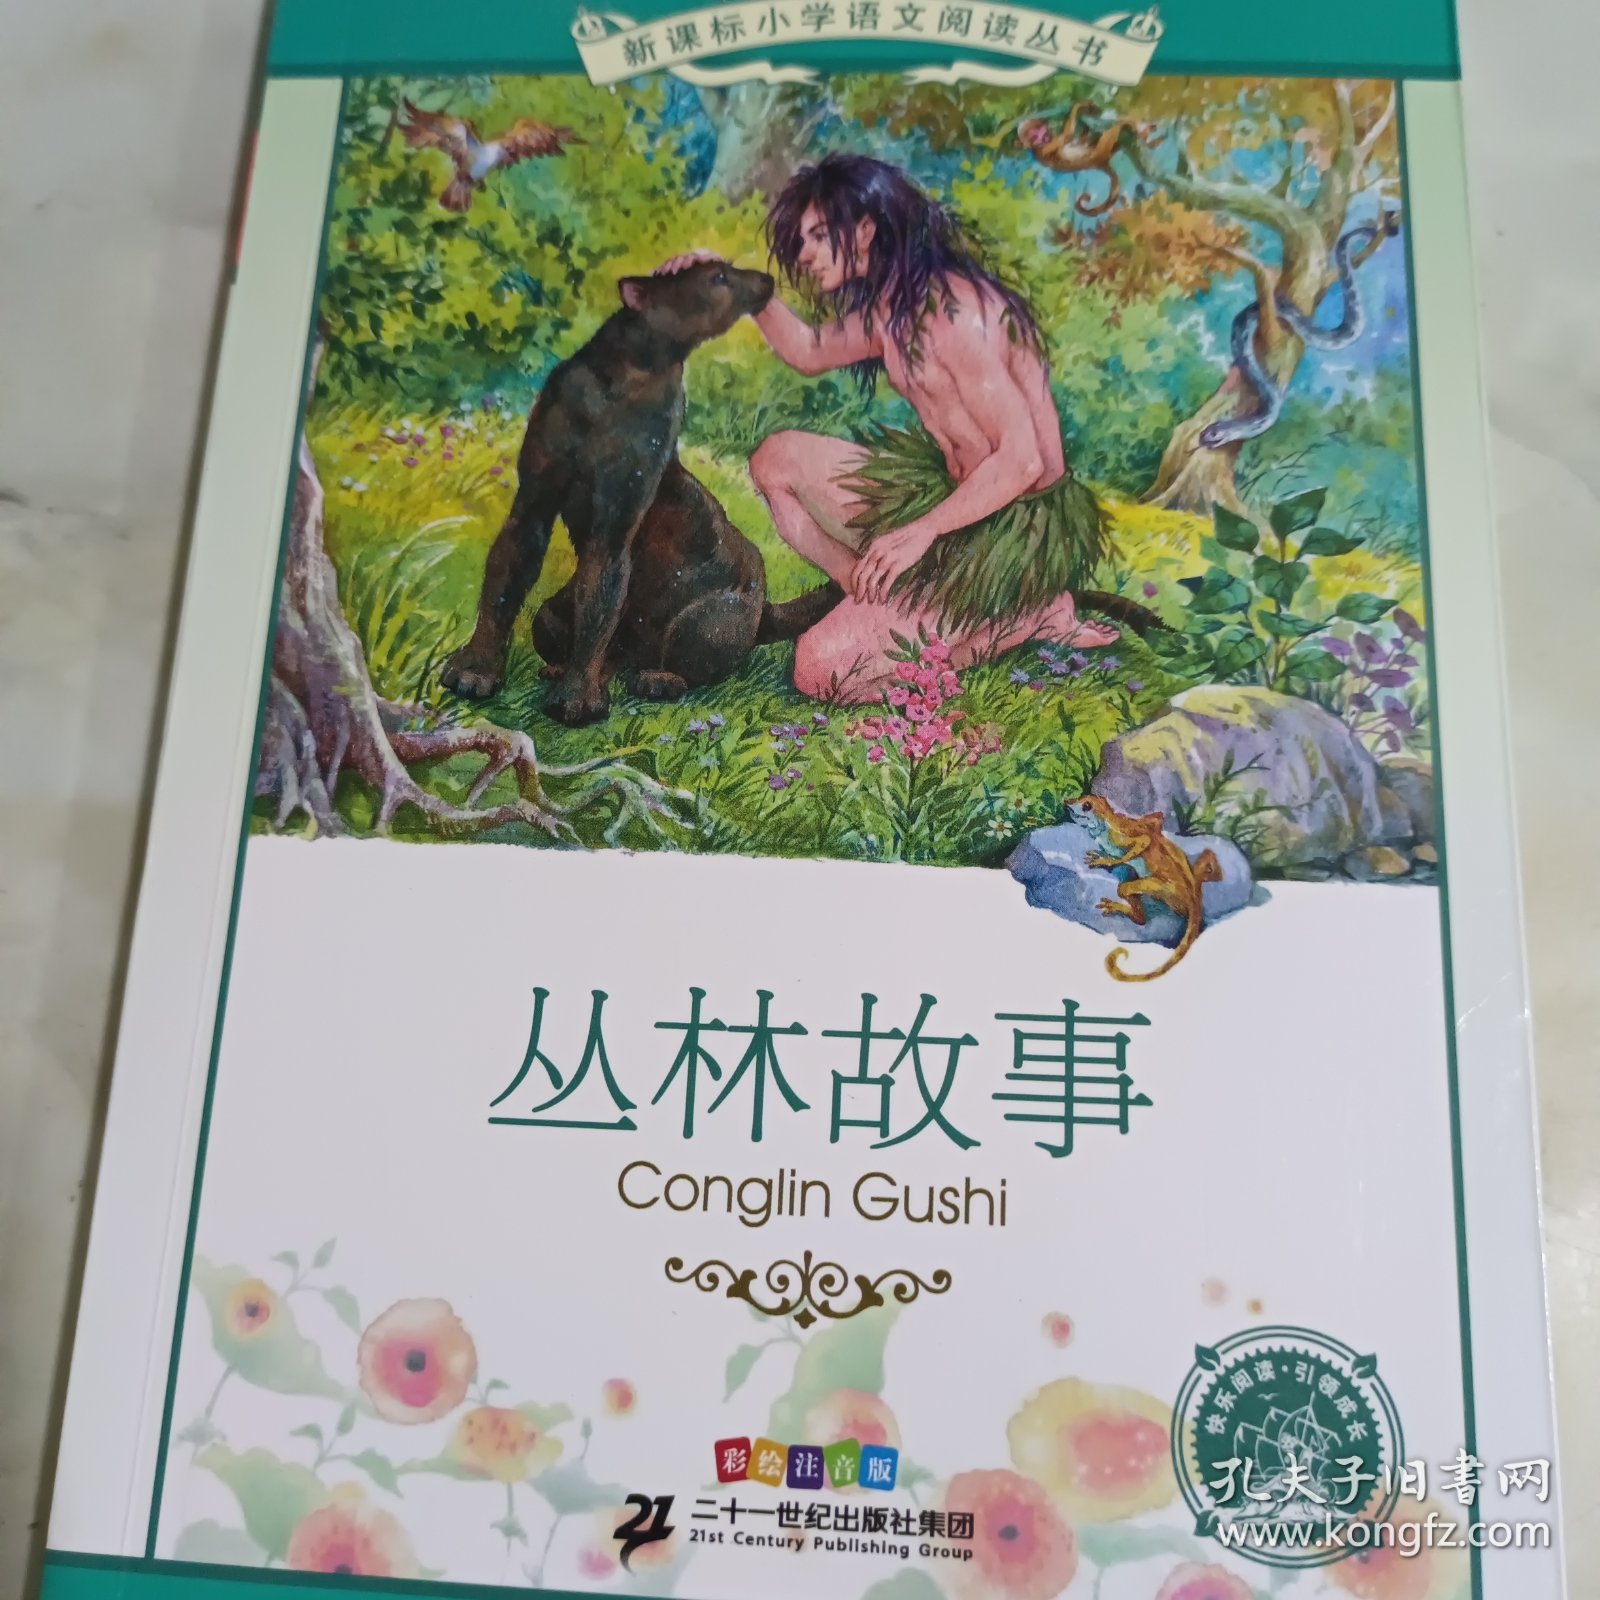 新课标小学语文阅读丛书
丛林故事
Conglin Gushi
快乐阅读·引领成长
彩绘注音版
21 二十一世纪出版社集团
21st Century Publishing Group
孔夫子旧书网
www.kongfz.com